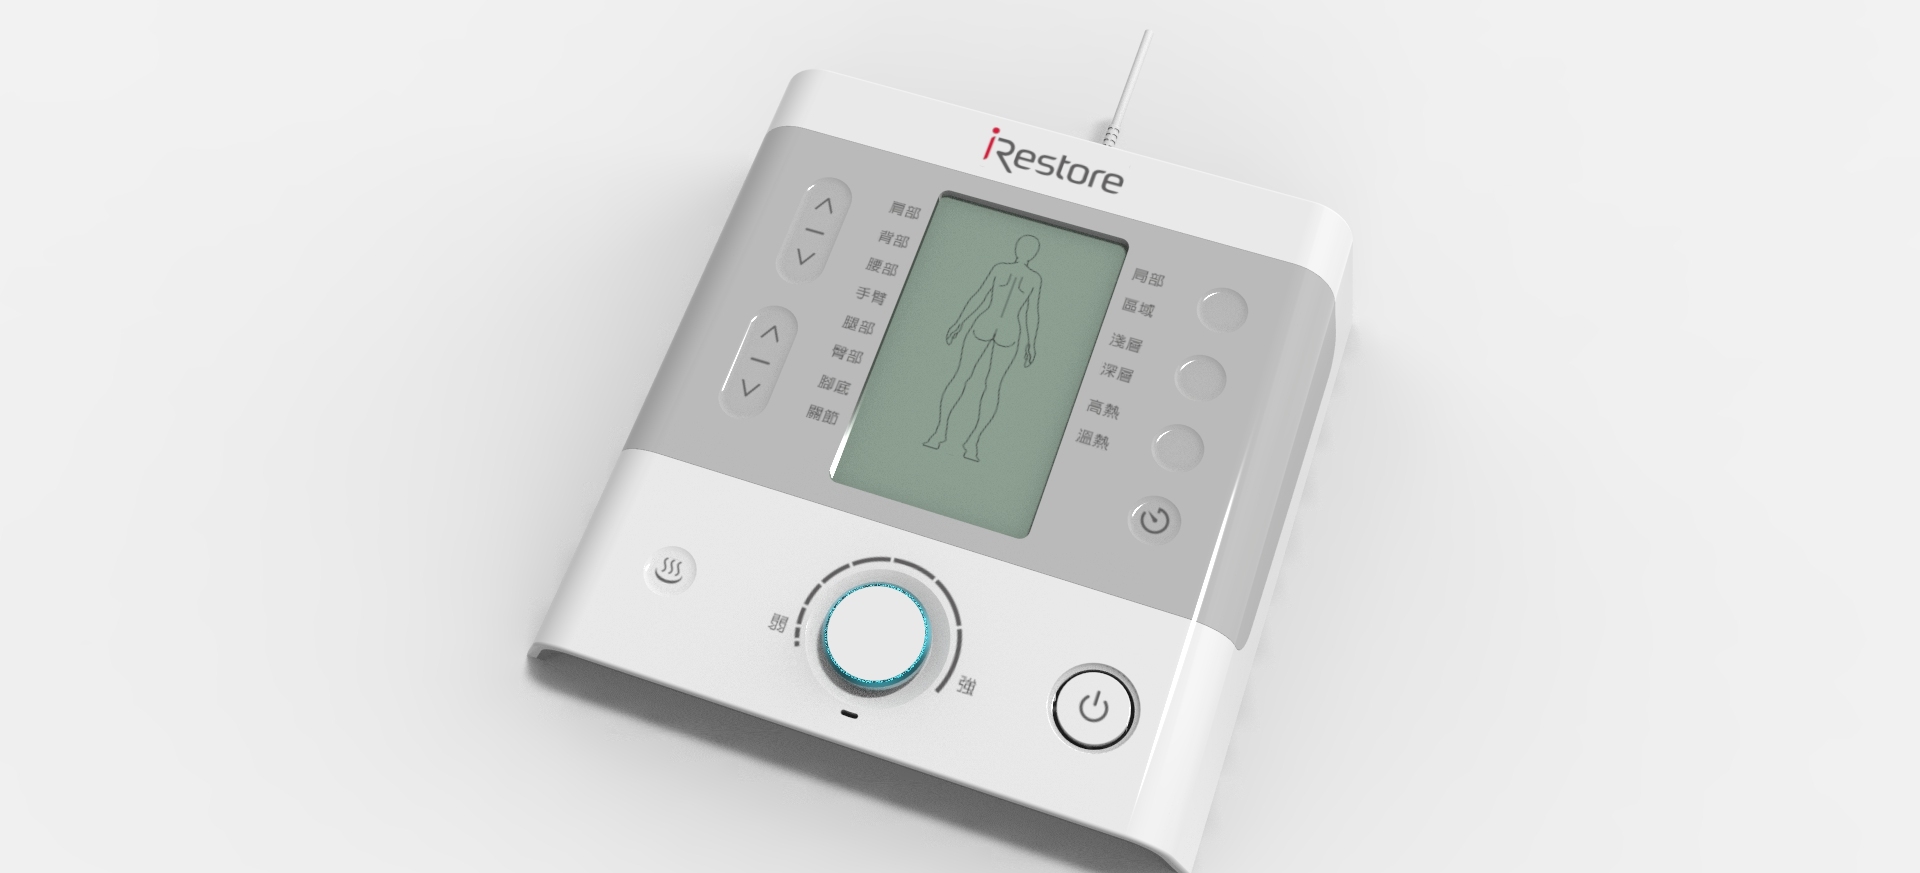 iRestore
肩部
背部
腰部
手臂
腿部
臀部
腳底
關節
局部
區域
淺層
深層
高熱
溫熱
弱
強